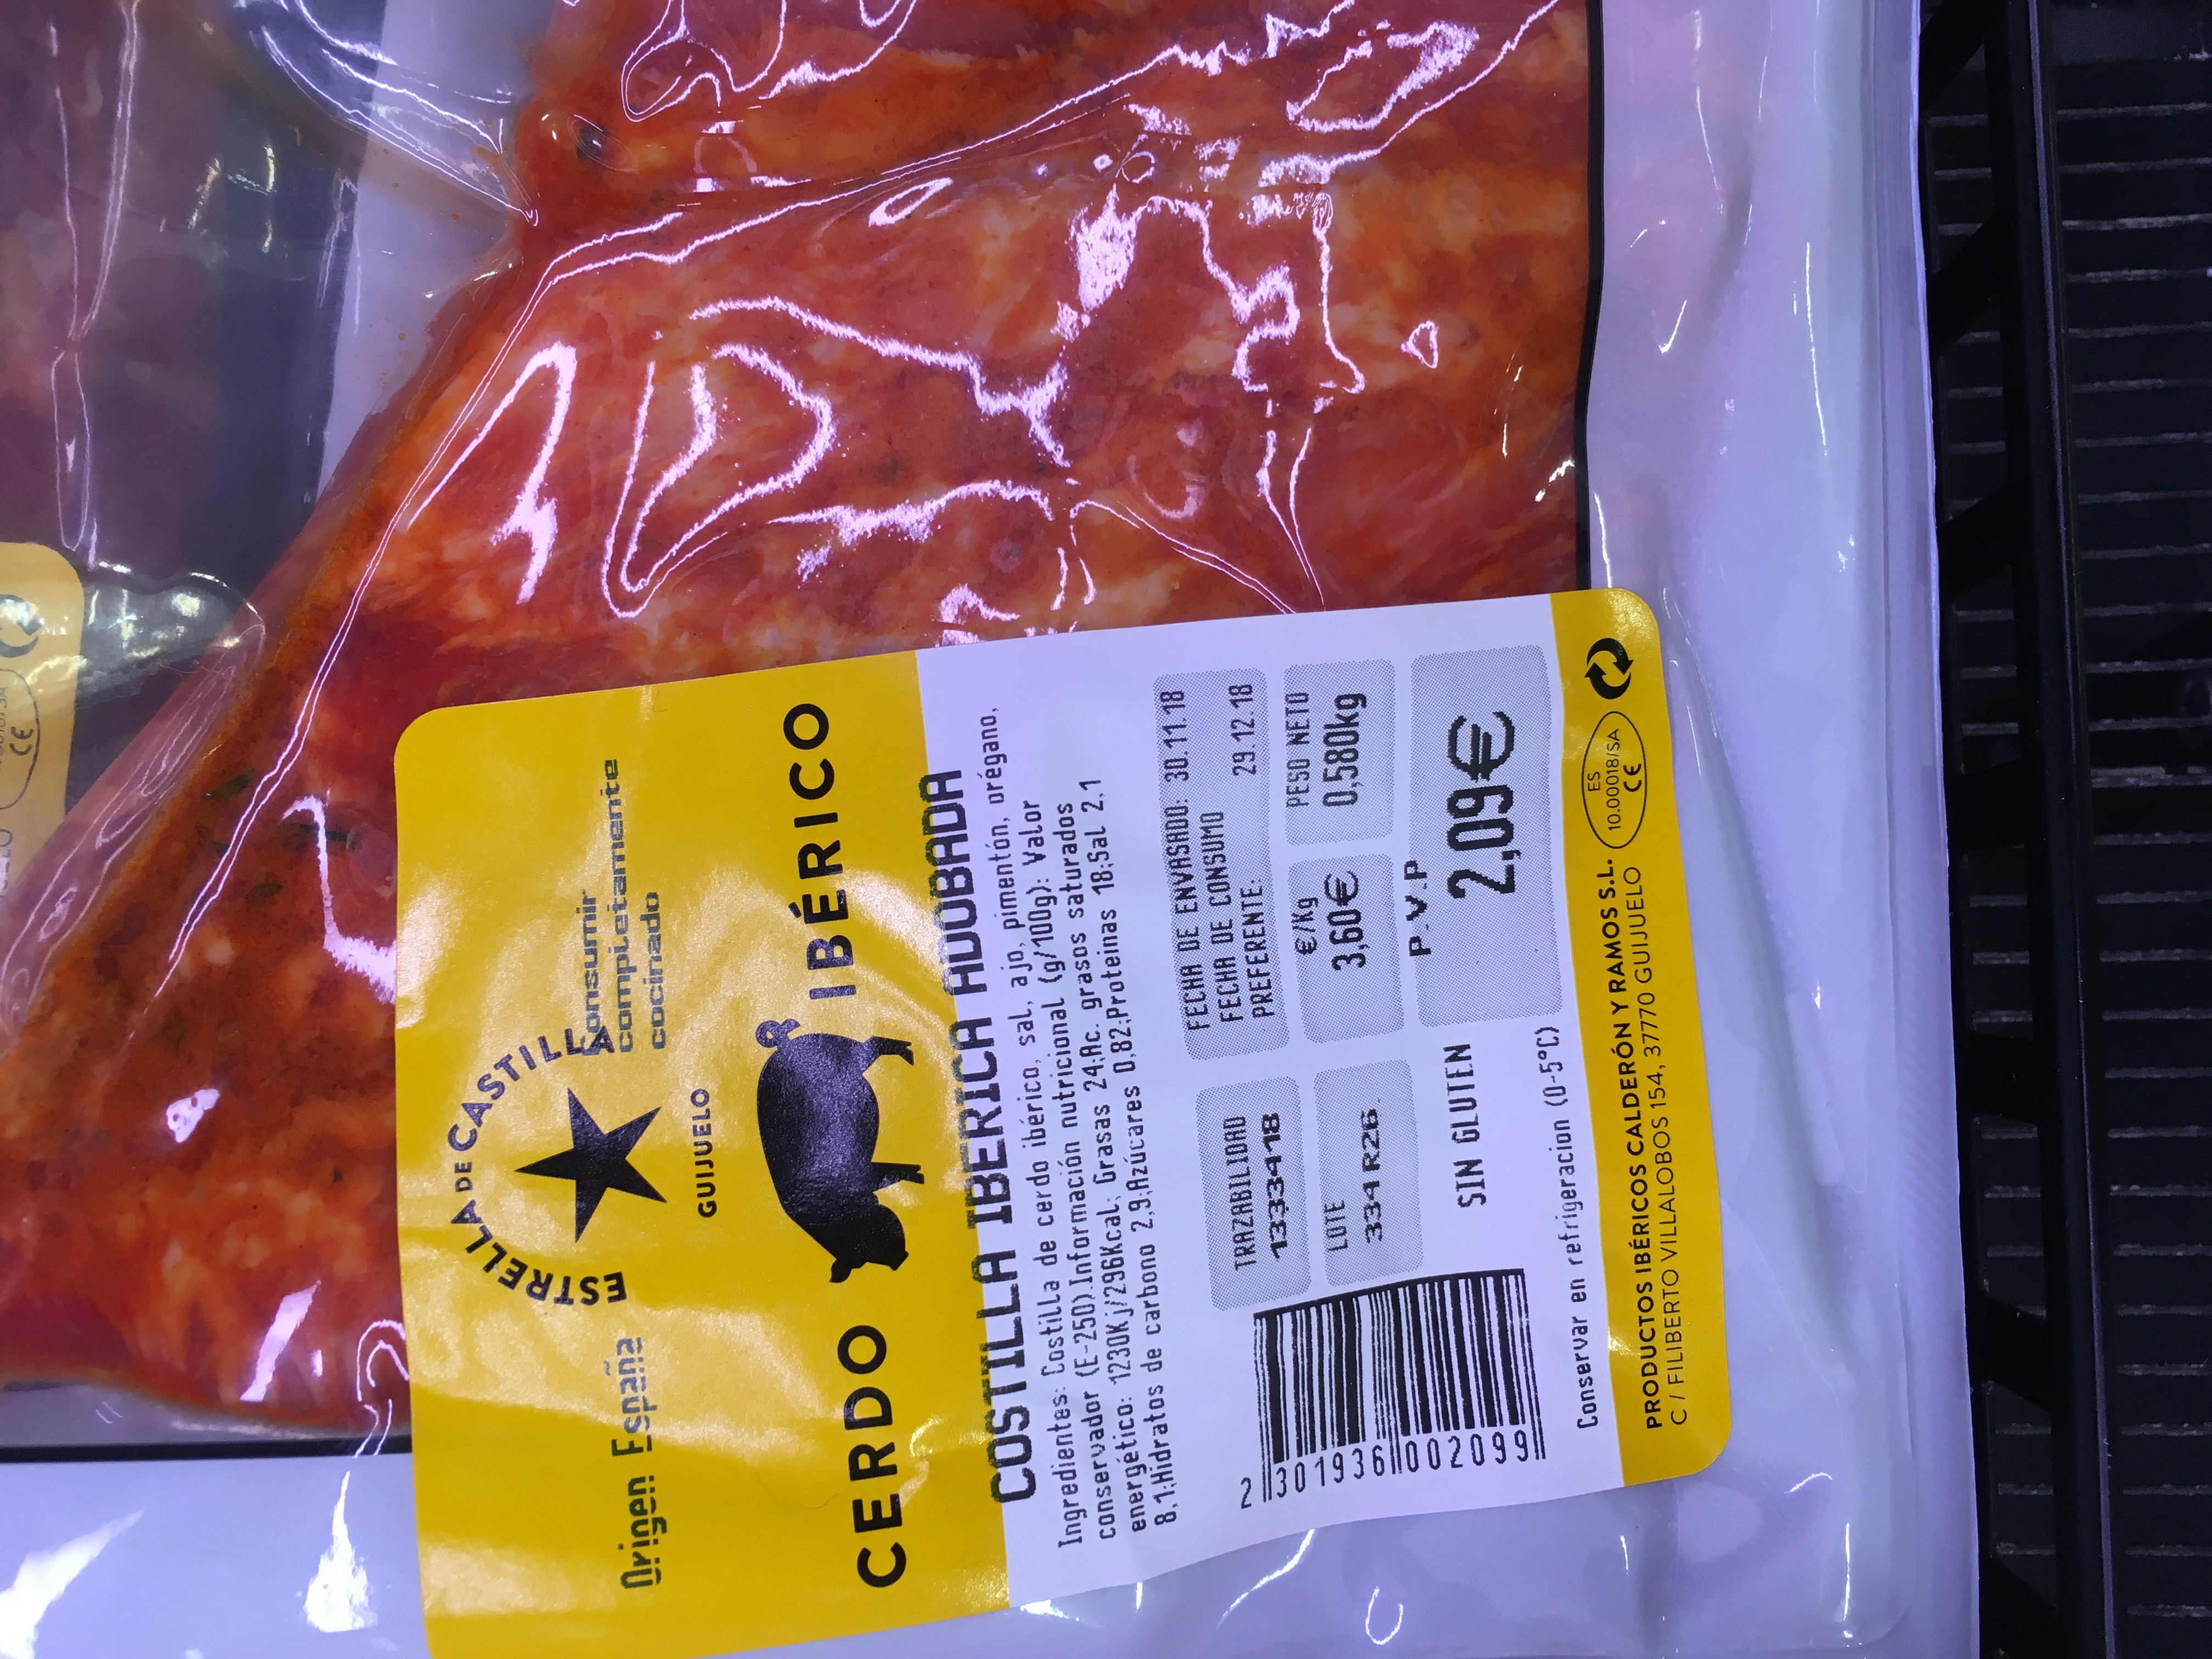 ESTRELLA DE CASTILLA
GUIJUELO
Origen España
Consumir
completamente
cocinado
CERDO IBÉRICO
COSTILLA IBERICA ADOBADA
Ingredientes: Costilla de cerdo ibérico, sal, ajo, pimentón, orégano,
conservador (E-250).Información nutricional (g/100g): Valor
energético: 1230Kj/296Kcal; Grasas 24;Ac. grasos saturados
8,1;Hidratos de carbono 2,9;Azúcares 0,82;Proteinas 18;Sal 2.1
TRAZABILIDAD
13333418
LOTE
334 R26.
FECHA DE ENVASADO: 30.11.18
FECHA DE CONSUMO
PREFERENTE: 29.12.18
€/Kg
3,60€
PESO NETO
0,580kg
P.V.P
2,09€
SIN GLUTEN
2 301936 002099
Conservar en refrigeracion (0-5ºC)
PRODUCTOS IBÉRICOS CALDERÓN Y RAMOS S.L.
C / FILIBERTO VILLALOBOS 154, 37770 GUIJUELO
ES
10.00018/SA
CE
CE